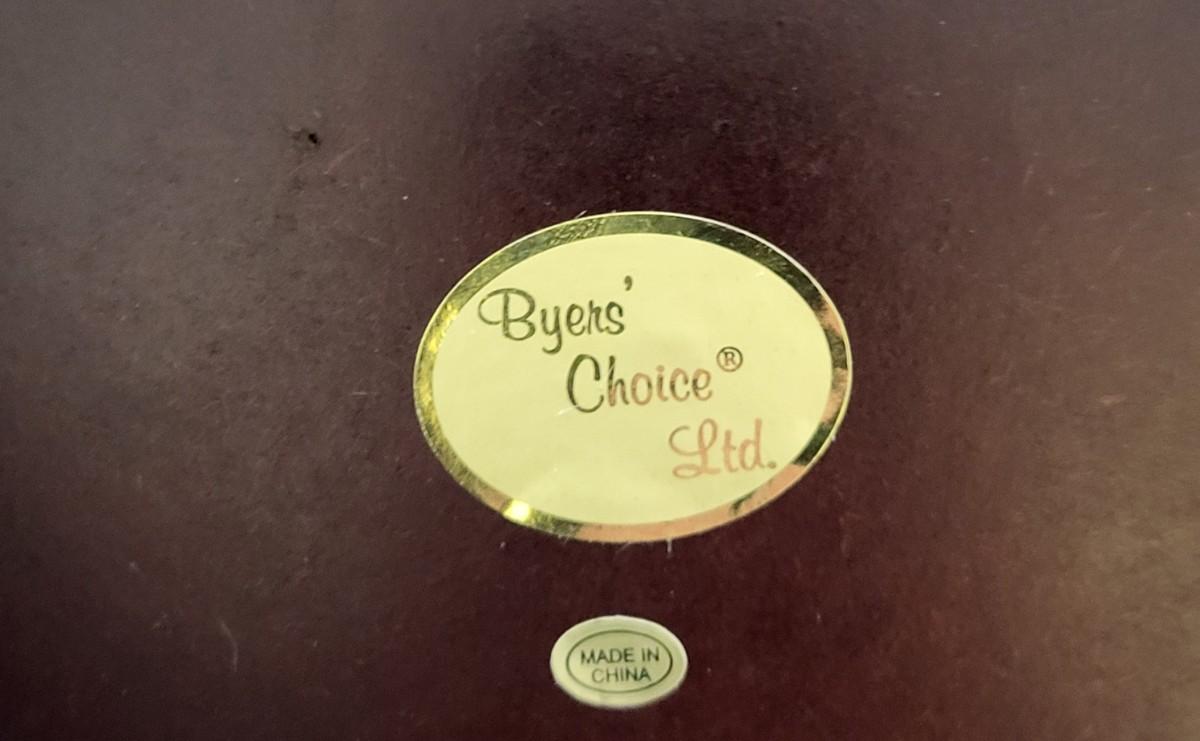 Byers'
Choice®
Ltd.
MADE IN
CHINA